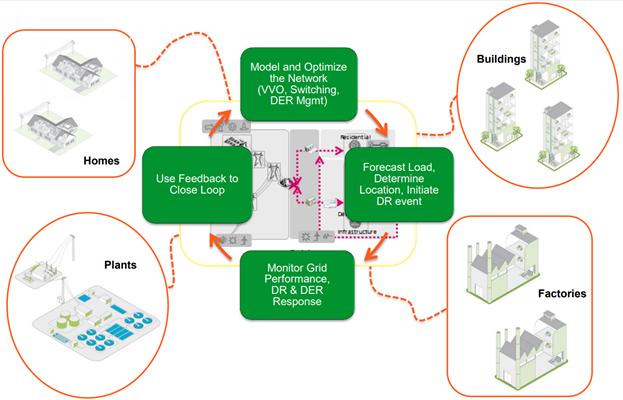 Model and Optimize
the Network
(VVO, Switching,
DER Mgmt)
Buildings
Homes
Residential
Use Feedback to
Close Loop
Forecast Load,
Determine
Location, Initiate
DR event
Infrastructure
Plants
Monitor Grid
Performance,
DR & DER
Response
Factories